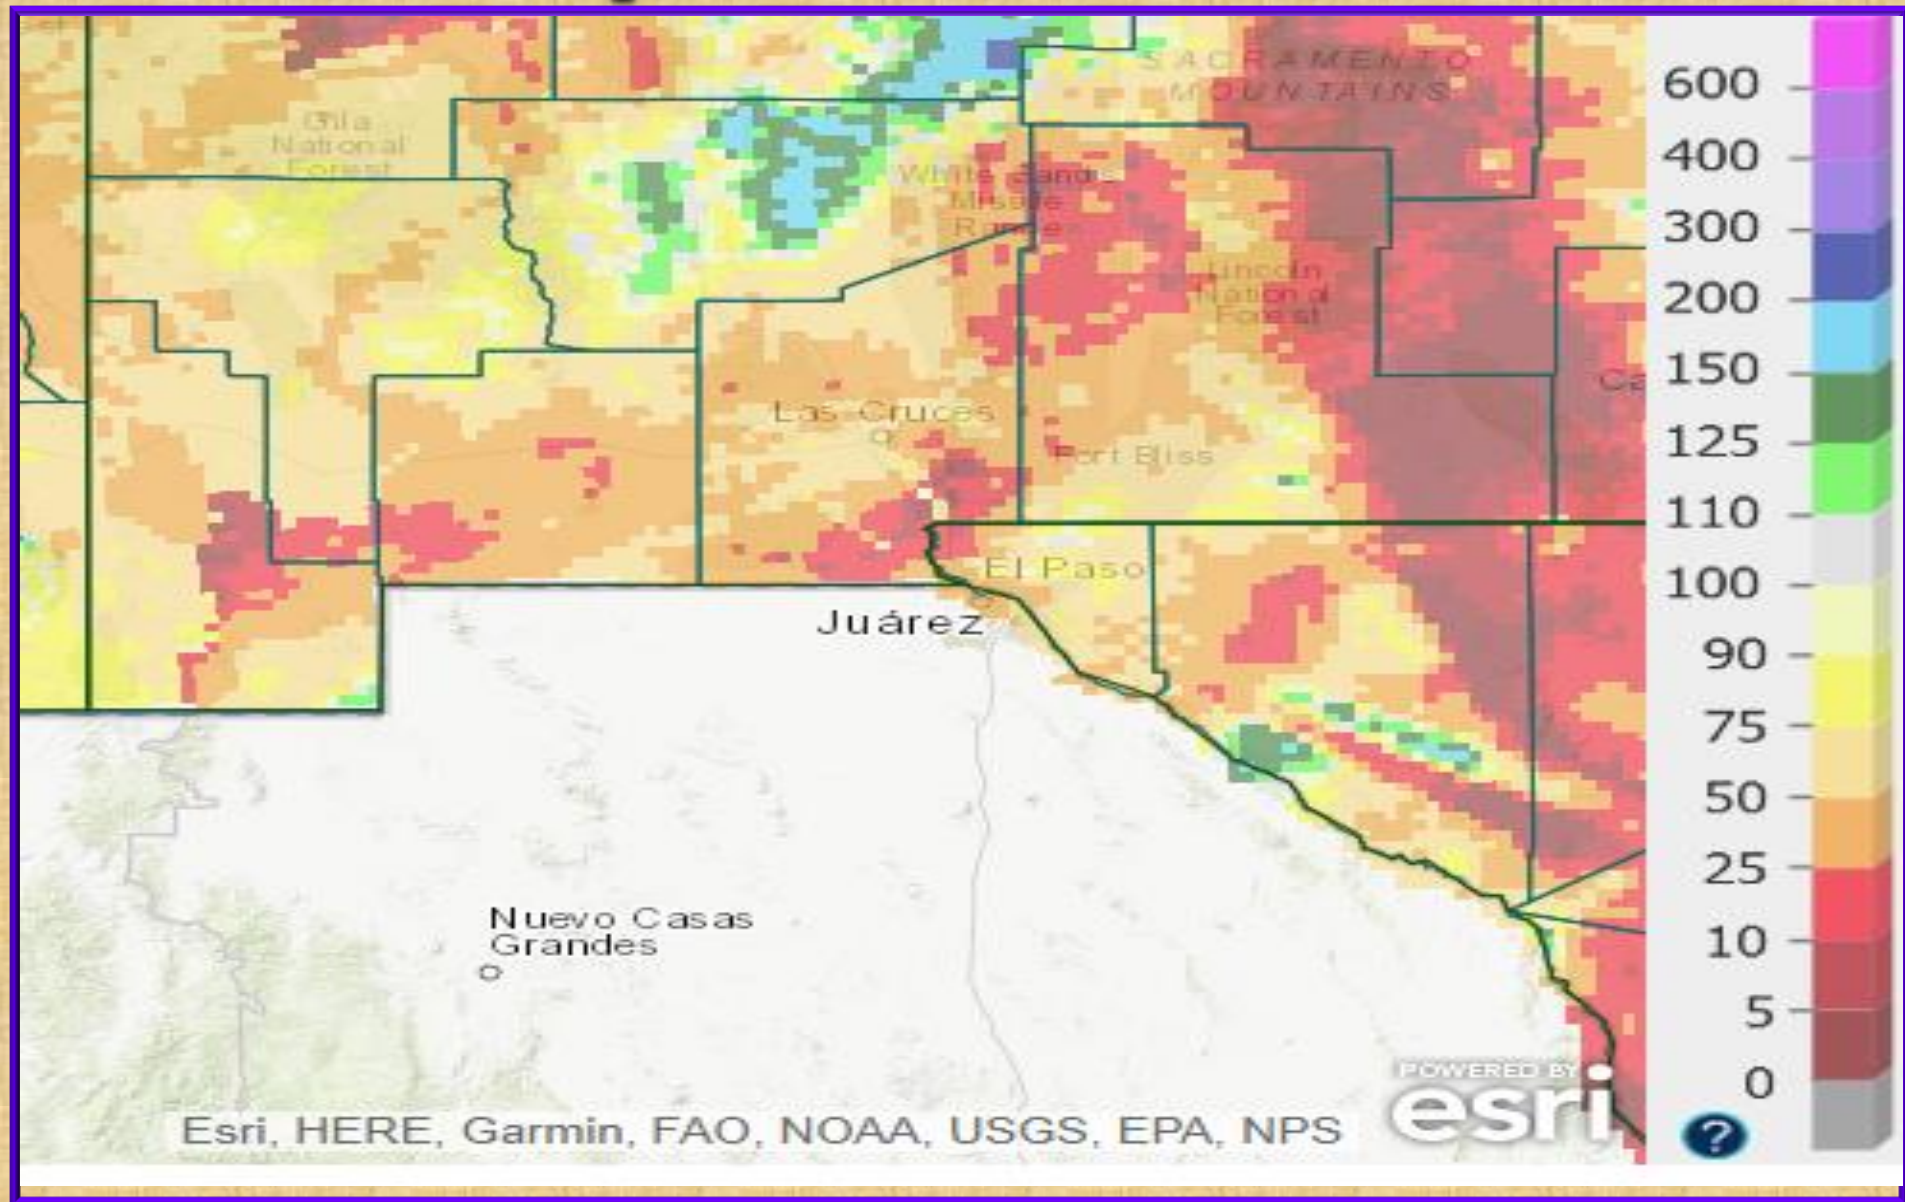 SACRAMENTO
MOUNTAINS
Gila
National
Forest
White Sands
Missile
Range
Lincoln
National
Forest
Las Cruces
Fort Bliss
El Paso
Juárez
Nuevo Casas
Grandes
Ca
600
400
300
200
150
125
110
100
90
75
50
25
10
5
0
?
POWERED BY
esri
Esri, HERE, Garmin, FAO, NOAA, USGS, EPA, NPS